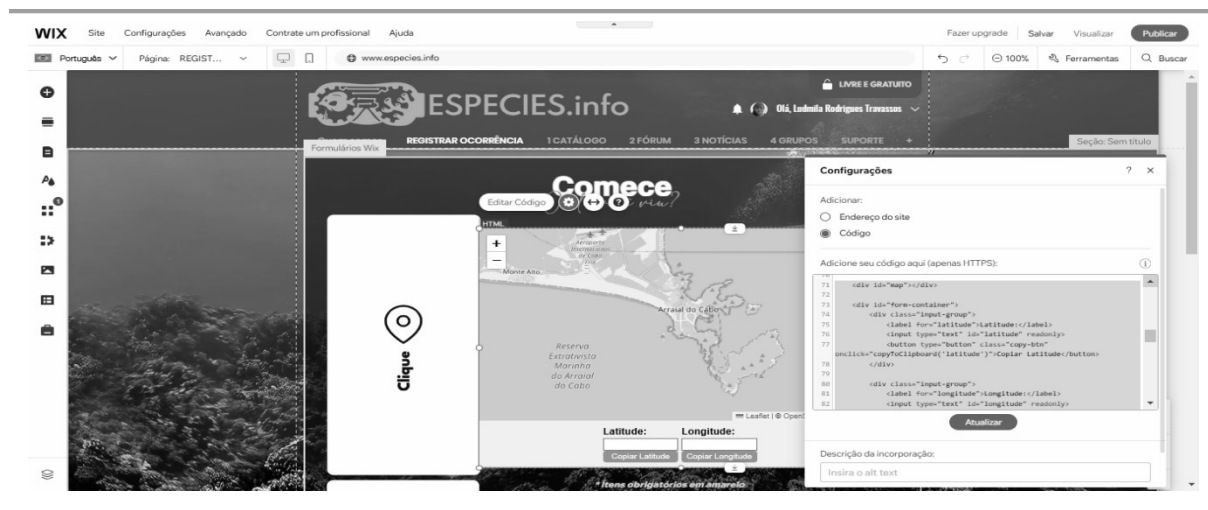 WIX Site Configurações Avançado Contrate um profissional Ajuda Fazer upgrade Salvar Visualizar Publicar
Português Página: REGIST... www.especies.info 100% Ferramentas Buscar
LIVRE E GRATUITO
ESPECIES.info
Olá, Ludmila Rodrigues Travassos
REGISTRAR OCORRÊNCIA 1 CATÁLOGO 2 FÓRUM 3 NOTÍCIAS 4 GRUPOS SUPORTE +
Formulários Wix
Seção: Sem título
Comece
viu?
Editar Código
HTML
+
−
Aeroporto Internacional de Cabo Frio
Monte Alto
Arraial do Cabo
Reserva
Extrativista
Marinha
do Arraial
do Cabo
Leaflet | © Open
Clique
Latitude: Longitude:
Copiar Latitude Copiar Longitude
* Itens obrigatórios em amarelo
Configurações ? ×
Adicionar:
Endereço do site
Código
Adicione seu código aqui (apenas HTTPS):
70
71 <div id="map"></div>
72
73 <div id="form-container">
74 <div class="input-group">
75 <label for="latitude">Latitude:</label>
76 <input type="text" id="latitude" readonly>
77 <button type="button" class="copy-btn"
onclick="copyToClipboard('latitude')">Copiar Latitude</button>
78 </div>
79
80 <div class="input-group">
81 <label for="longitude">Longitude:</label>
82 <input type="text" id="longitude" readonly>
Atualizar
Descrição da incorporação:
Insira o alt text